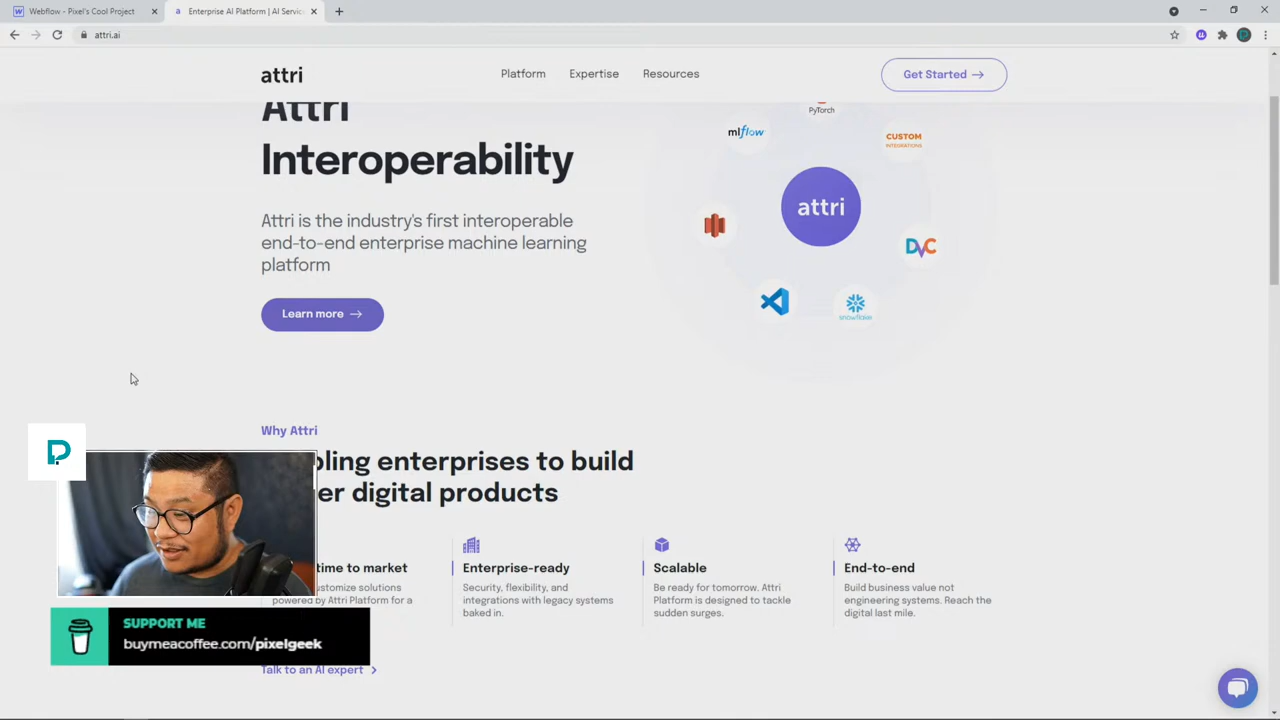 Webflow - Pixel's Cool Project
Enterprise AI Platform | AI Servic
attri.ai
attri
Platform
Expertise
Resources
Get Started
Attri
Interoperability
Attri is the industry's first interoperable
end-to-end enterprise machine learning
platform
Learn more
PyTorch
mlflow
CUSTOM
INTEGRATIONS
attri
DVC
snowflake
Why Attri
bling enterprises to build
er digital products
time to market
customize solutions
powered by Attri Platform for a
Enterprise-ready
Security, flexibility, and
integrations with legacy systems
baked in.
Scalable
Be ready for tomorrow. Attri
Platform is designed to tackle
sudden surges.
End-to-end
Build business value not
engineering systems. Reach the
digital last mile.
SUPPORT ME
buymeacoffee.com/pixelgeek
Talk to an AI expert